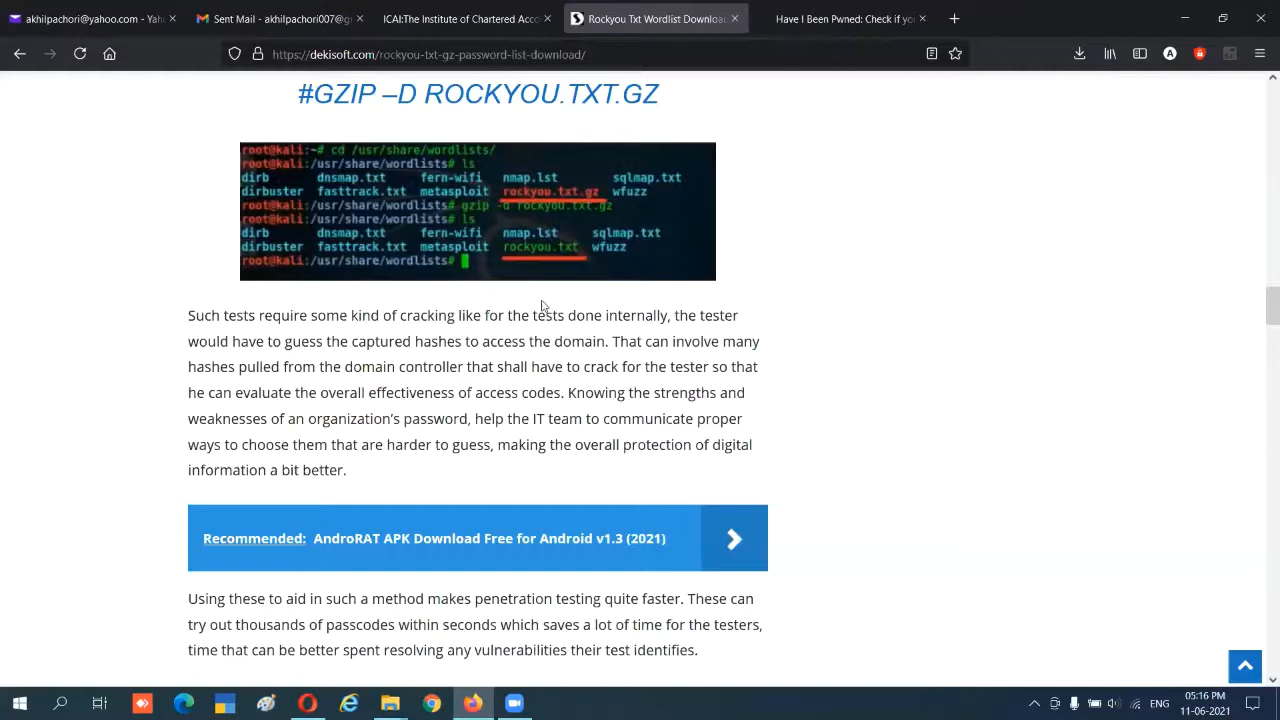 akhilpachori@yahoo.com - Yaho
Sent Mail - akhilpachori007@g
ICAI:The Institute of Chartered Acco
Rockyou Txt Wordlist Downloa
Have I Been Pwned: Check if yo
https://dekisoft.com/rockyou-txt-gz-password-list-download/
#GZIP –D ROCKYOU.TXT.GZ
root@kali:~# cd /usr/share/wordlists/
root@kali:/usr/share/wordlists# ls
dirb dnsmap.txt fern-wifi nmap.lst sqlmap.txt
dirbuster fasttrack.txt metasploit rockyou.txt.gz wfuzz
root@kali:/usr/share/wordlists# gzip -d rockyou.txt.gz
root@kali:/usr/share/wordlists# ls
dirb dnsmap.txt fern-wifi nmap.lst sqlmap.txt
dirbuster fasttrack.txt metasploit rockyou.txt wfuzz
root@kali:/usr/share/wordlists#
Such tests require some kind of cracking like for the tests done internally, the tester
would have to guess the captured hashes to access the domain. That can involve many
hashes pulled from the domain controller that shall have to crack for the tester so that
he can evaluate the overall effectiveness of access codes. Knowing the strengths and
weaknesses of an organization's password, help the IT team to communicate proper
ways to choose them that are harder to guess, making the overall protection of digital
information a bit better.
Recommended: AndroRAT APK Download Free for Android v1.3 (2021)
Using these to aid in such a method makes penetration testing quite faster. These can
try out thousands of passcodes within seconds which saves a lot of time for the testers,
time that can be better spent resolving any vulnerabilities their test identifies.
ENG
05:16 PM
11-06-2021